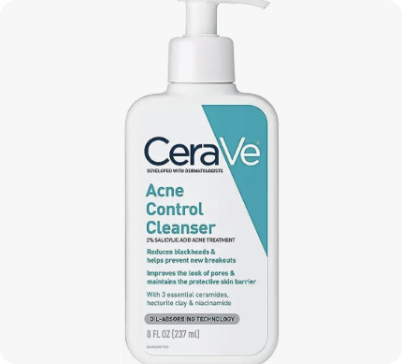 CeraVe
DEVELOPED WITH DERMATOLOGISTS
Acne
Control
Cleanser
2% SALICYLIC ACID ACNE TREATMENT
Reduces blackheads &
helps prevent new breakouts
Improves the look of pores &
maintains the protective skin barrier
With 3 essential ceramides,
hectorite clay & niacinamide
OIL-ABSORBING TECHNOLOGY
8 FL OZ (237 ml)